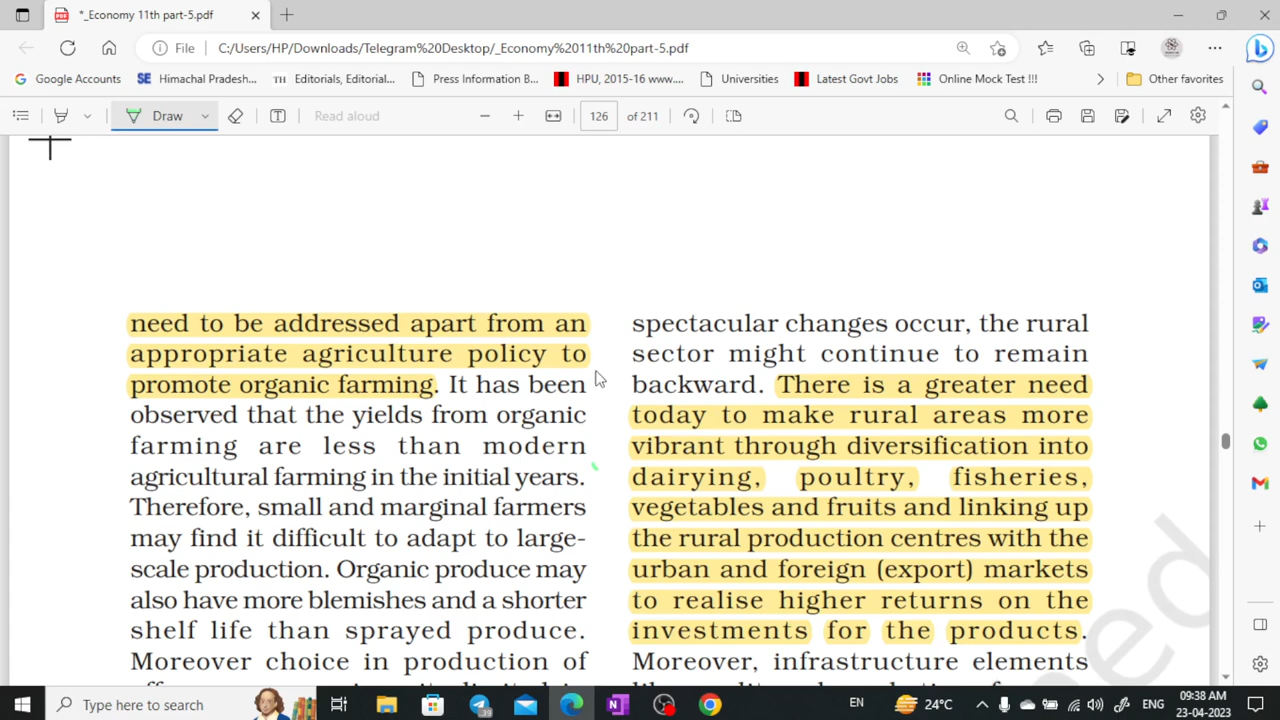 *_Economy 11th part-5.pdf
File
C:/Users/HP/Downloads/Telegram%20Desktop/_Economy%2011th%20part-5.pdf
Google Accounts
SE Himachal Pradesh...
TH Editorials, Editorial...
Press Information B...
HPU, 2015-16 www....
Universities
Latest Govt Jobs
Online Mock Test !!!
Other favorites
Draw
Read aloud
126 of 211
need to be addressed apart from an
appropriate agriculture policy to
promote organic farming. It has been
observed that the yields from organic
farming are less than modern
agricultural farming in the initial years.
Therefore, small and marginal farmers
may find it difficult to adapt to large-
scale production. Organic produce may
also have more blemishes and a shorter
shelf life than sprayed produce.
Moreover choice in production of
spectacular changes occur, the rural
sector might continue to remain
backward. There is a greater need
today to make rural areas more
vibrant through diversification into
dairying, poultry, fisheries,
vegetables and fruits and linking up
the rural production centres with the
urban and foreign (export) markets
to realise higher returns on the
investments for the products.
Moreover, infrastructure elements
Type here to search
39
EN
24°C
ENG
09:38 AM
23-04-2023